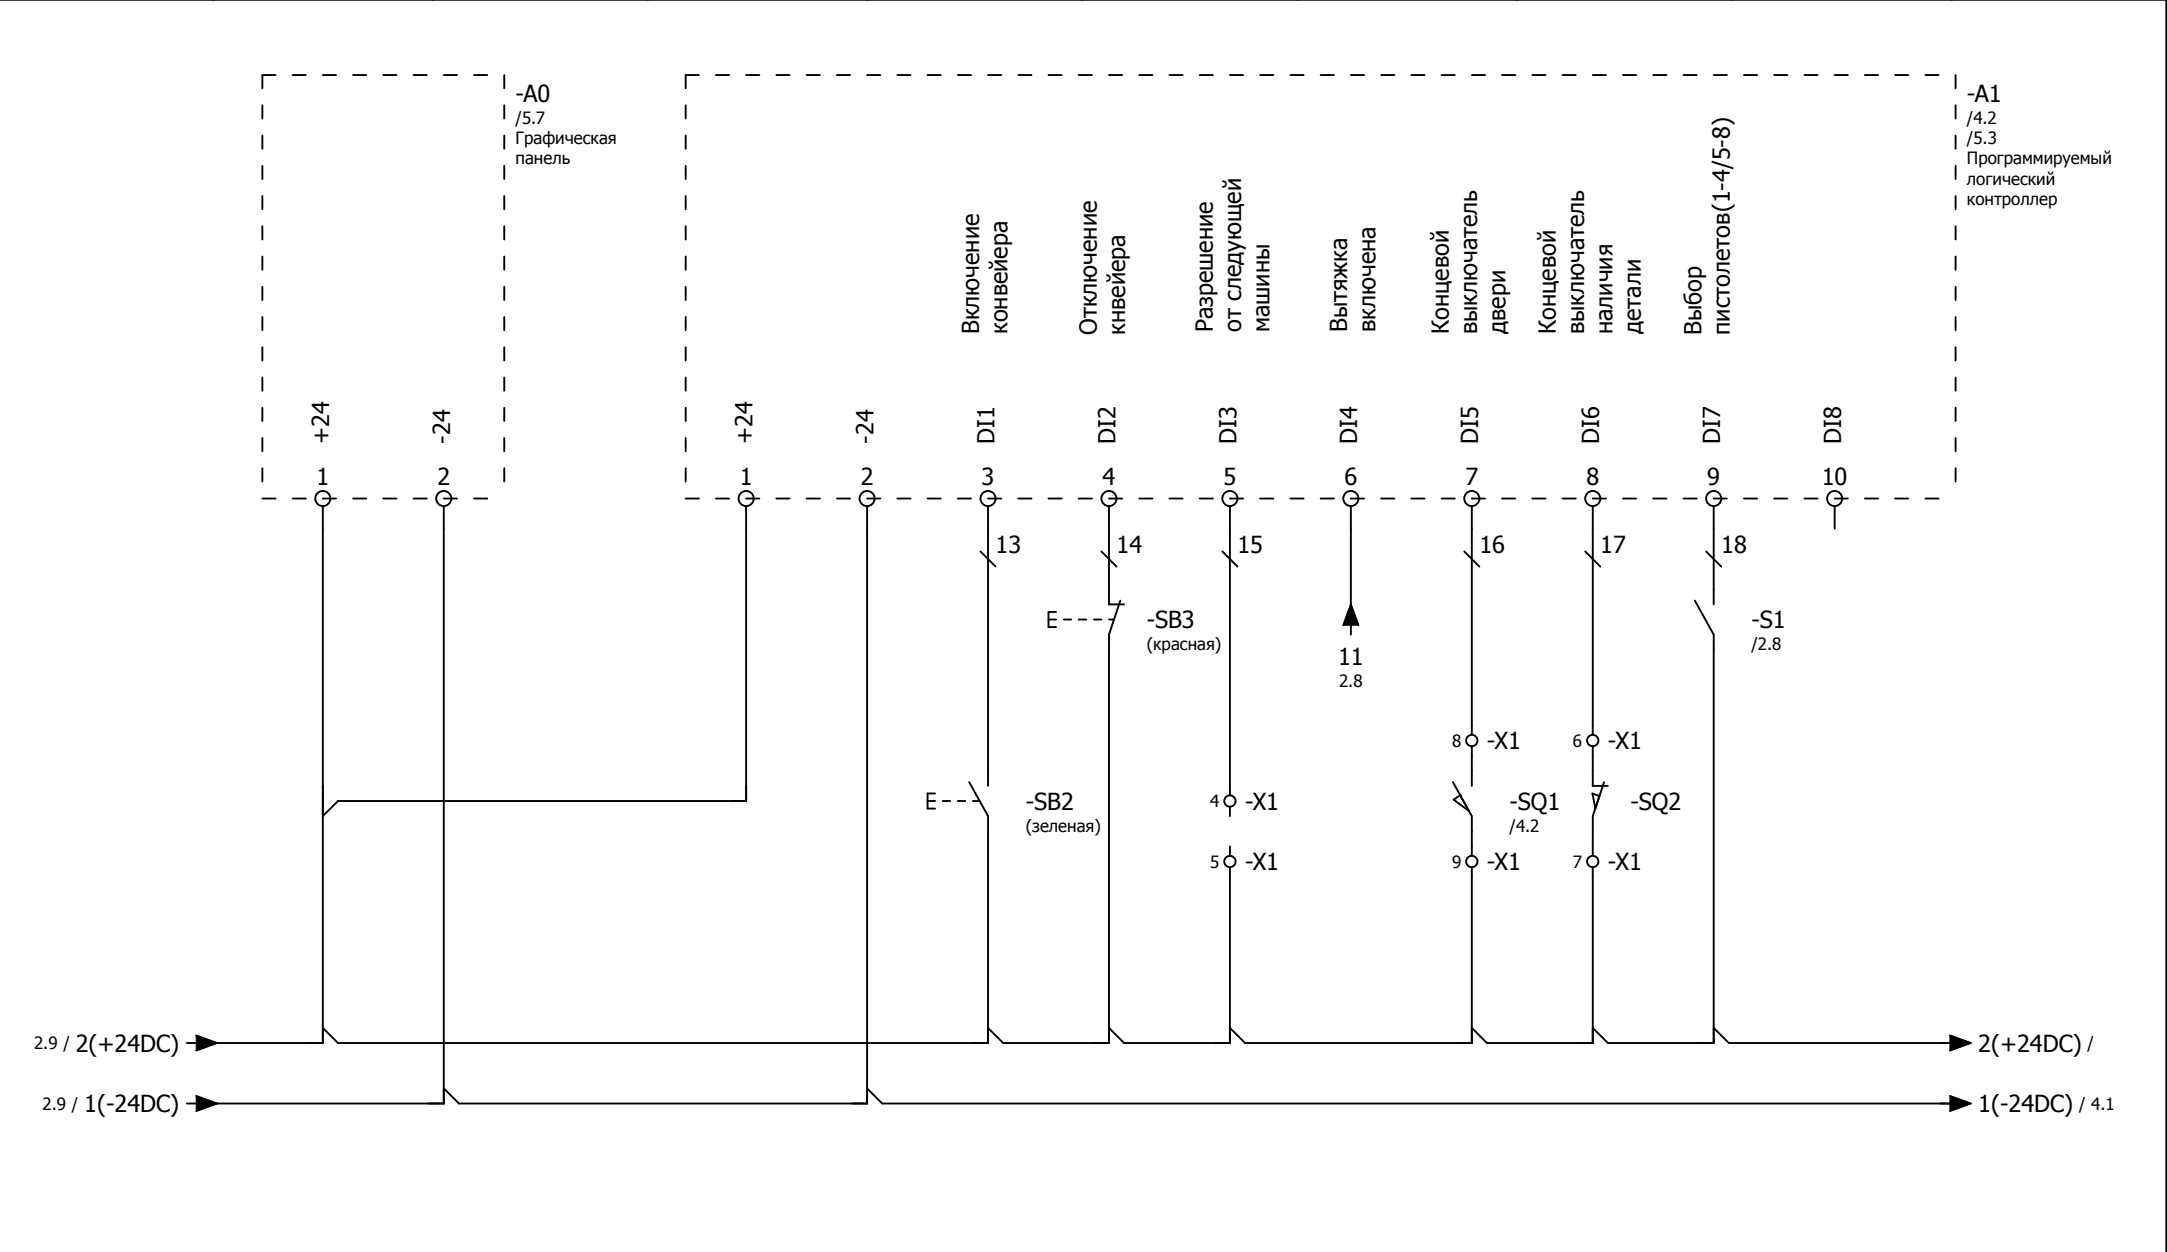 -A0
/5.7
Графическая
панель
-A1
/4.2
/5.3
Программируемый
логический
контроллер
Включение
конвейера
Отключение
кнвейера
Разрешение
от следующей
машины
Вытяжка
включена
Концевой
выключатель
двери
Концевой
выключатель
наличия
детали
Выбор
пистолетов(1-4/5-8)
+24
-24
+24
-24
DI1
DI2
DI3
DI4
DI5
DI6
DI7
DI8
1
2
1
2
3
4
5
6
7
8
9
10
13
14
15
16
17
18
-SB3
(красная)
-S1
/2.8
11
2.8
8
-X1
6
-X1
-SB2
(зеленая)
4
-X1
-SQ1
/4.2
-SQ2
5
-X1
9
-X1
7
-X1
2.9 / 2(+24DC)
2(+24DC) /
2.9 / 1(-24DC)
1(-24DC) / 4.1